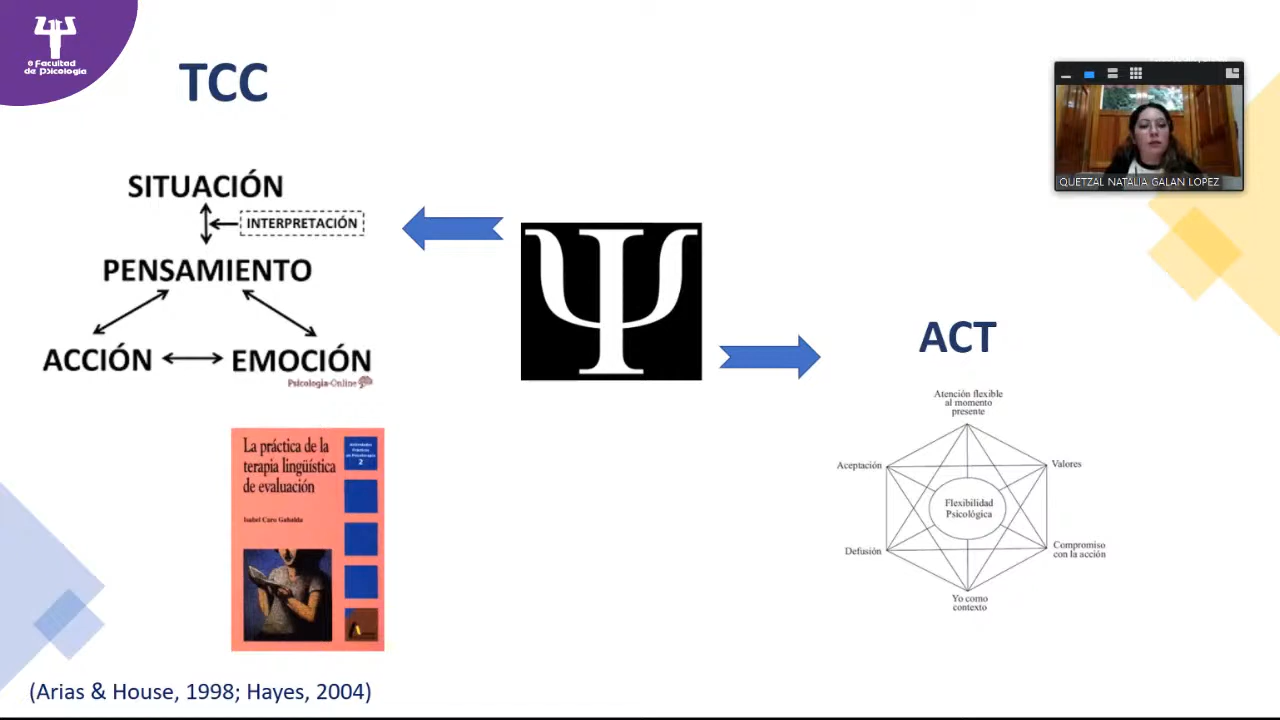 Facultad
de Psicología
TCC
SITUACIÓN
INTERPRETACIÓN
PENSAMIENTO
ACCIÓN
EMOCIÓN
Psicología-Online
La práctica de la
terapia lingüística
de evaluación
2
Isabel Caro Gabalda
(Arias & House, 1998; Hayes, 2004)
Ψ
QUETZAL NATALIA GALAN LOPEZ
ACT
Atención flexible
al momento
presente
Aceptación
Valores
Flexibilidad
Psicológica
Defusión
Compromiso
con la acción
Yo como
contexto